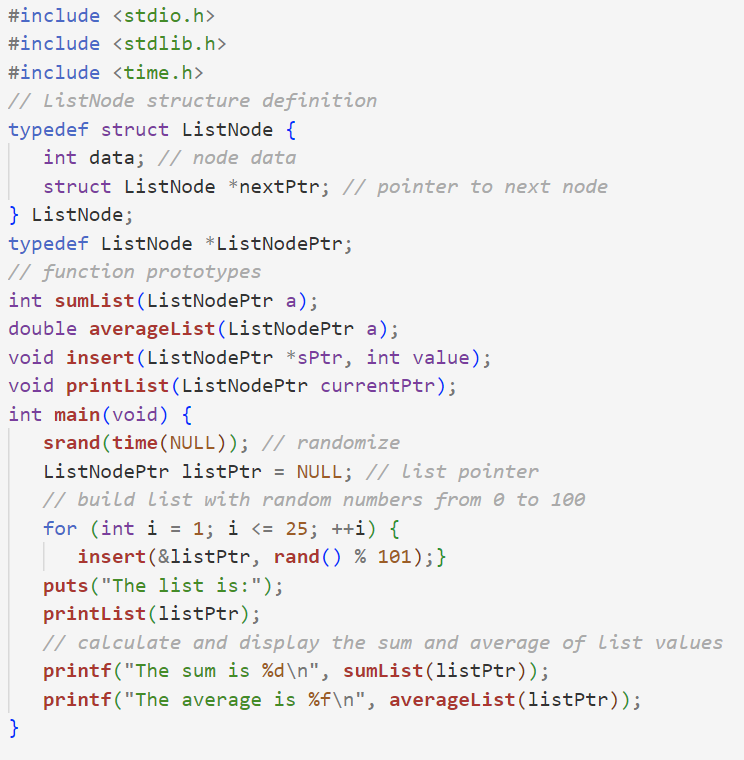 #include <stdio.h>
#include <stdlib.h>
#include <time.h>
// ListNode structure definition
typedef struct ListNode {
   int data; // node data
   struct ListNode *nextPtr; // pointer to next node
} ListNode;
typedef ListNode *ListNodePtr;
// function prototypes
int sumList(ListNodePtr a);
double averageList(ListNodePtr a);
void insert(ListNodePtr *sPtr, int value);
void printList(ListNodePtr currentPtr);
int main(void) {
   srand(time(NULL)); // randomize
   ListNodePtr listPtr = NULL; // list pointer
   // build list with random numbers from 0 to 100
   for (int i = 1; i <= 25; ++i) {
      insert(&listPtr, rand() % 101);}
   puts("The list is:");
   printList(listPtr);
   // calculate and display the sum and average of list values
   printf("The sum is %d\n", sumList(listPtr));
   printf("The average is %f\n", averageList(listPtr));
}